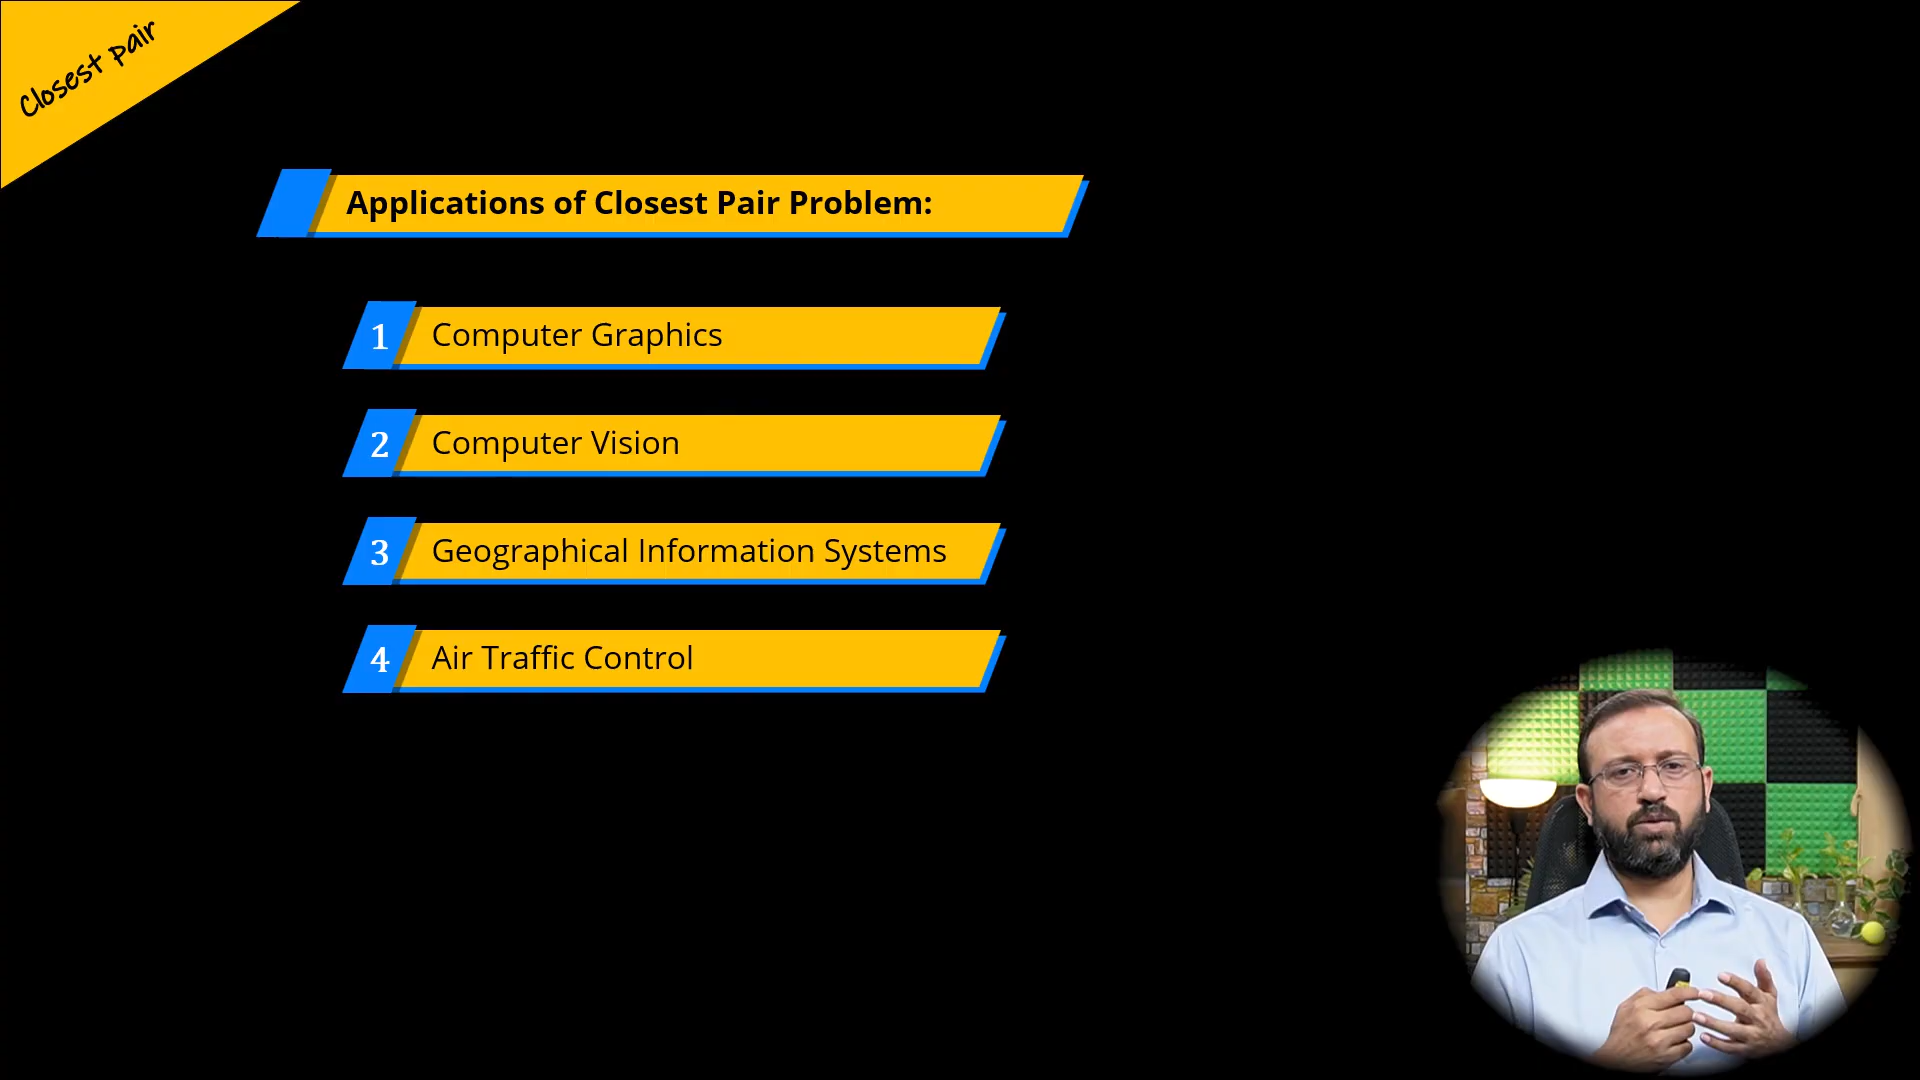 Closest pair
Applications of Closest Pair Problem:
1 Computer Graphics
2 Computer Vision
3 Geographical Information Systems
4 Air Traffic Control